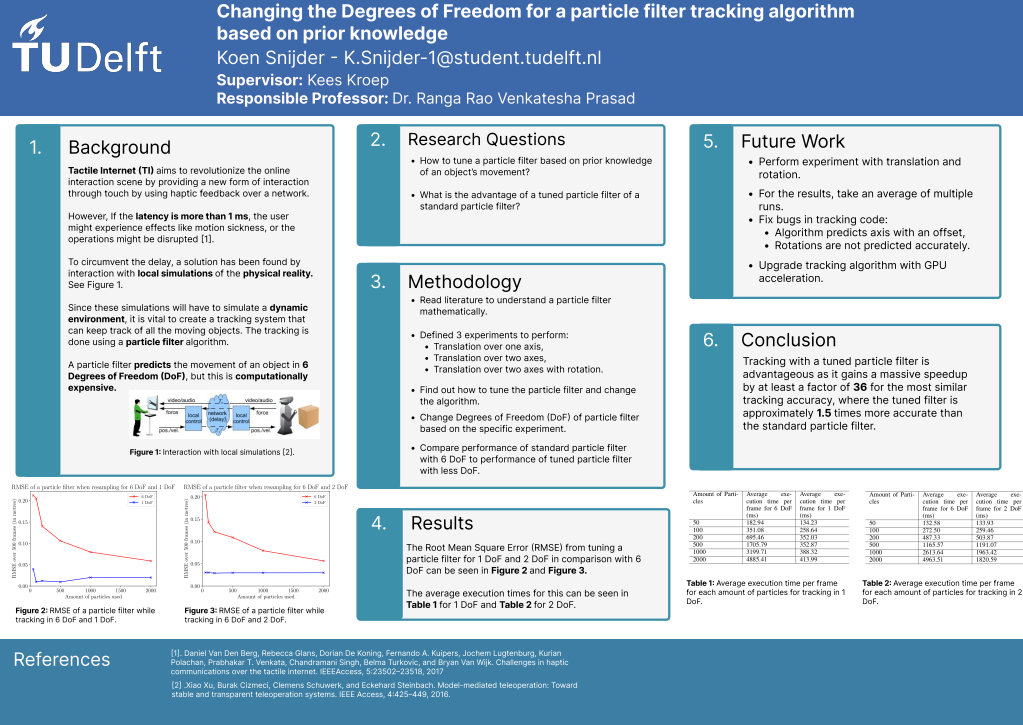 Changing the Degrees of Freedom for a particle filter tracking algorithm
based on prior knowledge
Koen Snijder - K.Snijder-1@student.tudelft.nl
Supervisor: Kees Kroep
Responsible Professor: Dr. Ranga Rao Venkatesha Prasad
TU Delft
1.
Background
Tactile Internet (TI) aims to revolutionize the online
interaction scene by providing a new form of interaction
through touch by using haptic feedback over a network.
However, If the latency is more than 1 ms, the user
might experience effects like motion sickness, or the
operations might be disrupted [1].
To circumvent the delay, a solution has been found by
interaction with local simulations of the physical reality.
See Figure 1.
Since these simulations will have to simulate a dynamic
environment, it is vital to create a tracking system that
can keep track of all the moving objects. The tracking is
done using a particle filter algorithm.
A particle filter predicts the movement of an object in 6
Degrees of Freedom (DoF), but this is computationally
expensive.
video/audio
video/audio
force
force
local
control
network
(delay)
local
control
pos./vel.
pos./vel.
Figure 1: Interaction with local simulations [2].
RMSE of a particle filter when resampling for 6 DoF and 1 DoF
6 DoF
1 DoF
RMSE over 500 frames (in metres)
0.20
0.15
0.10
0.05
0.00
0 500 1000 1500 2000
Amount of particles used
Figure 2: RMSE of a particle filter while
tracking in 6 DoF and 1 DoF.
RMSE of a particle filter when resampling for 6 DoF and 2 DoF
6 DoF
2 DoF
RMSE over 500 frames (in metres)
0.20
0.15
0.10
0.05
0.00
0 500 1000 1500 2000
Amount of particles used
Figure 3: RMSE of a particle filter while
tracking in 6 DoF and 2 DoF.
2.
Research Questions
• How to tune a particle filter based on prior knowledge
of an object's movement?
• What is the advantage of a tuned particle filter of a
standard particle filter?
3.
Methodology
• Read literature to understand a particle filter
mathematically.
• Defined 3 experiments to perform:
• Translation over one axis,
• Translation over two axes,
• Translation over two axes with rotation.
• Find out how to tune the particle filter and change
the algorithm.
• Change Degrees of Freedom (DoF) of particle filter
based on the specific experiment.
• Compare performance of standard particle filter
with 6 DoF to performance of tuned particle filter
with less DoF.
4.
Results
The Root Mean Square Error (RMSE) from tuning a
particle filter for 1 DoF and 2 DoF in comparison with 6
DoF can be seen in Figure 2 and Figure 3.
The average execution times for this can be seen in
Table 1 for 1 DoF and Table 2 for 2 DoF.
5.
Future Work
• Perform experiment with translation and
rotation.
• For the results, take an average of multiple
runs.
• Fix bugs in tracking code:
• Algorithm predicts axis with an offset,
• Rotations are not predicted accurately.
• Upgrade tracking algorithm with GPU
acceleration.
6.
Conclusion
Tracking with a tuned particle filter is
advantageous as it gains a massive speedup
by at least a factor of 36 for the most similar
tracking accuracy, where the tuned filter is
approximately 1.5 times more accurate than
the standard particle filter.
Amount of Parti- Average exe- Average exe-
cles cution time per cution time per
frame for 6 DoF frame for 1 DoF
(ms) (ms)
50 182.94 134.23
100 351.08 258.64
200 695.46 352.03
500 1705.79 352.87
1000 3199.71 388.32
2000 4885.41 413.99
Table 1: Average execution time per frame
for each amount of particles for tracking in 1
DoF.
Amount of Parti- Average exe- Average exe-
cles cution time per cution time per
frame for 6 DoF frame for 2 DoF
(ms) (ms)
50 132.58 133.93
100 272.50 259.46
200 487.33 503.87
500 1165.57 1191.07
1000 2613.64 1963.42
2000 4963.51 1820.59
Table 2: Average execution time per frame
for each amount of particles for tracking in 2
DoF.
References
[1]. Daniel Van Den Berg, Rebecca Glans, Dorian De Koning, Fernando A. Kuipers, Jochem Lugtenburg, Kurian
Polachan, Prabhakar T. Venkata, Chandramani Singh, Belma Turkovic, and Bryan Van Wijk. Challenges in haptic
communications over the tactile internet. IEEEAccess, 5:23502–23518, 2017
[2] .Xiao Xu, Burak Cizmeci, Clemens Schuwerk, and Eckehard Steinbach. Model-mediated teleoperation: Toward
stable and transparent teleoperation systems. IEEE Access, 4:425–449, 2016.